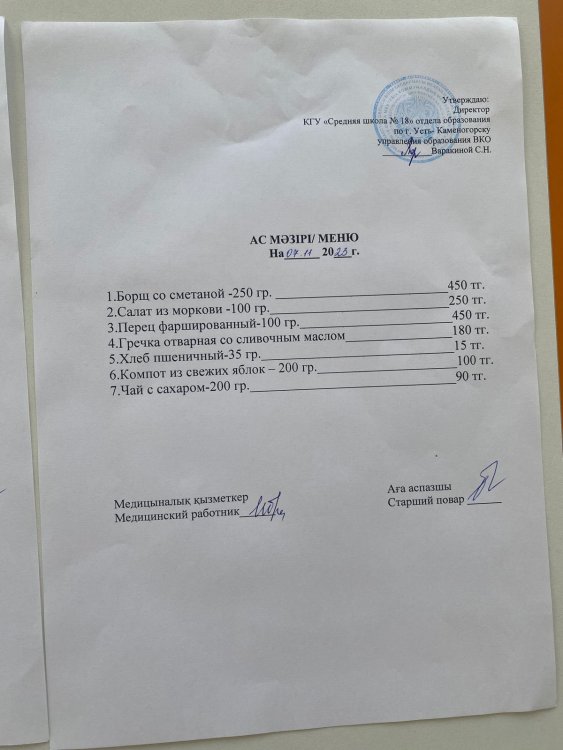 Утверждаю:
Директор
КГУ «Средняя школа № 18» отдела образования
по г. Усть- Каменогорску
управления образования ВКО
Варакиной С.Н.
АС МӘЗІРІ/ МЕНЮ
На 07.11 2023 г.
1.Борщ со сметаной -250 гр. 450 тг.
2.Салат из моркови -100 гр. 250 тг.
3.Перец фаршированный-100 гр. 450 тг.
4.Гречка отварная со сливочным маслом 180 тг.
5.Хлеб пшеничный-35 гр. 15 тг.
6.Компот из свежих яблок – 200 гр. 100 тг.
7.Чай с сахаром-200 гр. 90 тг.
Медициналық қызметкер
Медицинский работник
Аға аспазшы
Старший повар